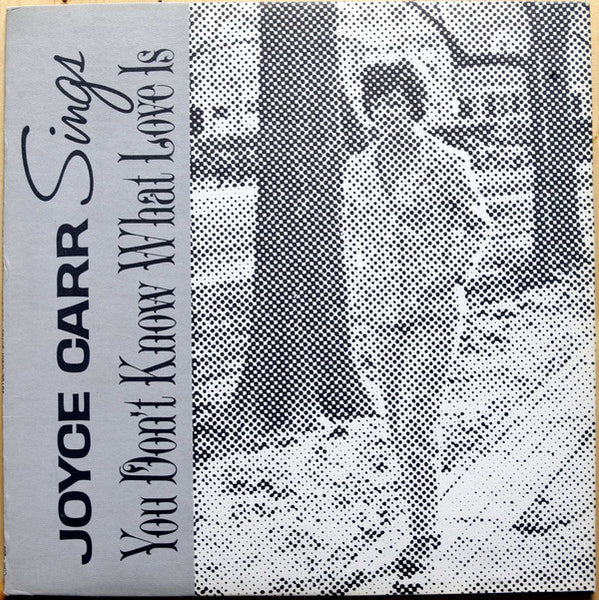 JOYCE CARR Sings
You Don't Know What Love Is